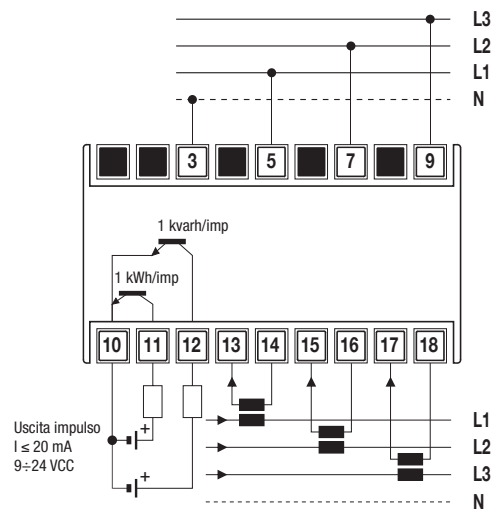 L3
L2
L1
N
3 5 7 9
1 kvarh/imp
1 kWh/imp
10 11 12 13 14 15 16 17 18
Uscita impulso
I ≤ 20 mA
9÷24 VCC
+
+
L1
L2
L3
N